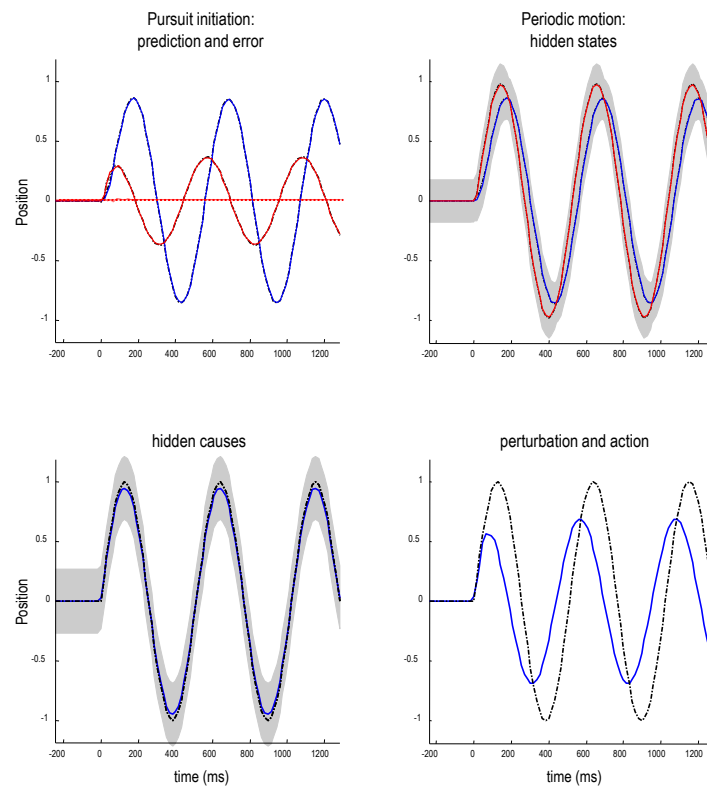 Pursuit initiation:
prediction and error
Periodic motion:
hidden states
1
0.5
0
-0.5
-1
Position
-200 0 200 400 600 800 1000 1200
1
0.5
0
-0.5
-1
-200 0 200 400 600 800 1000 1200
hidden causes
perturbation and action
1
0.5
0
-0.5
-1
Position
-200 0 200 400 600 800 1000 1200
time (ms)
1
0.5
0
-0.5
-1
-200 0 200 400 600 800 1000 1200
time (ms)